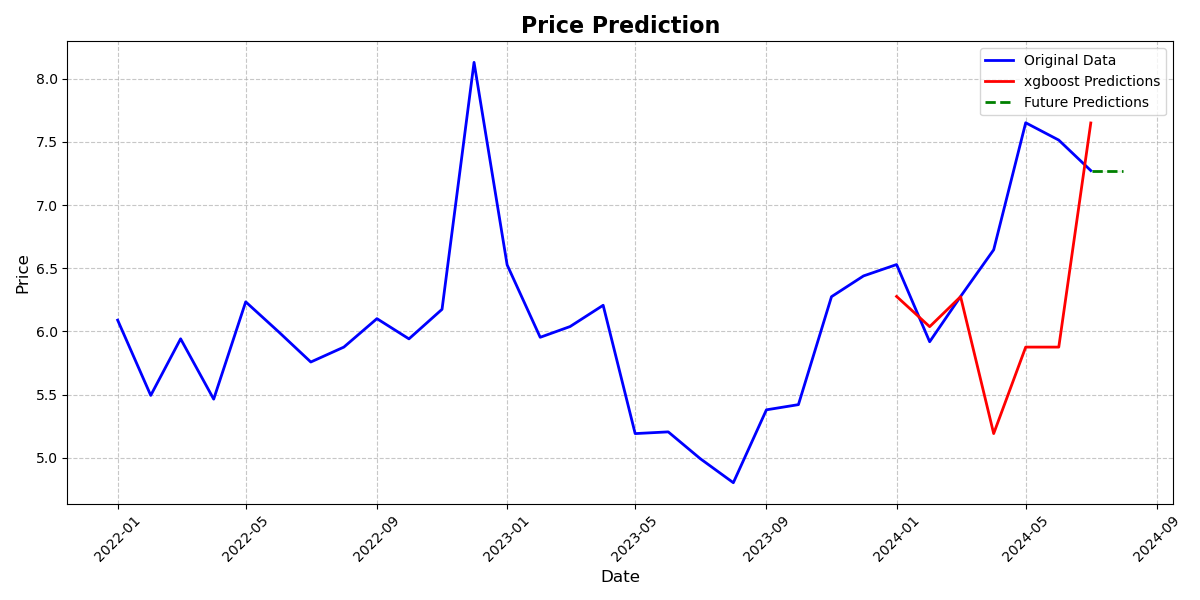 Price Prediction
Original Data
xgboost Predictions
Future Predictions
Price
8.0
7.5
7.0
6.5
6.0
5.5
5.0
2022-01
2022-05
2022-09
2023-01
2023-05
2023-09
2024-01
2024-05
2024-09
Date